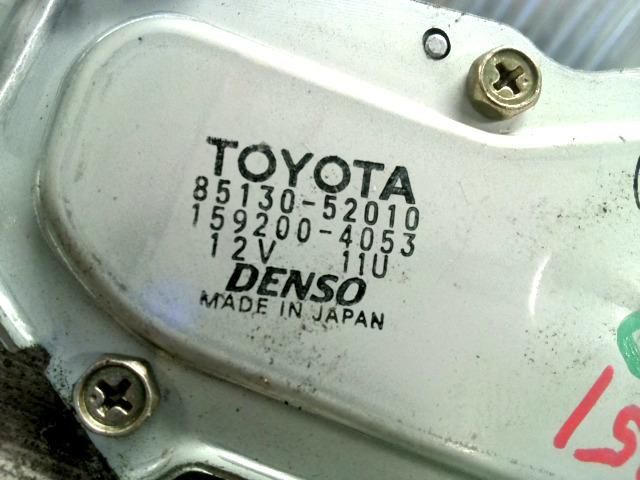 TOYOTA
85130-52010
159200-4053
12V 11U
DENSO
MADE IN JAPAN